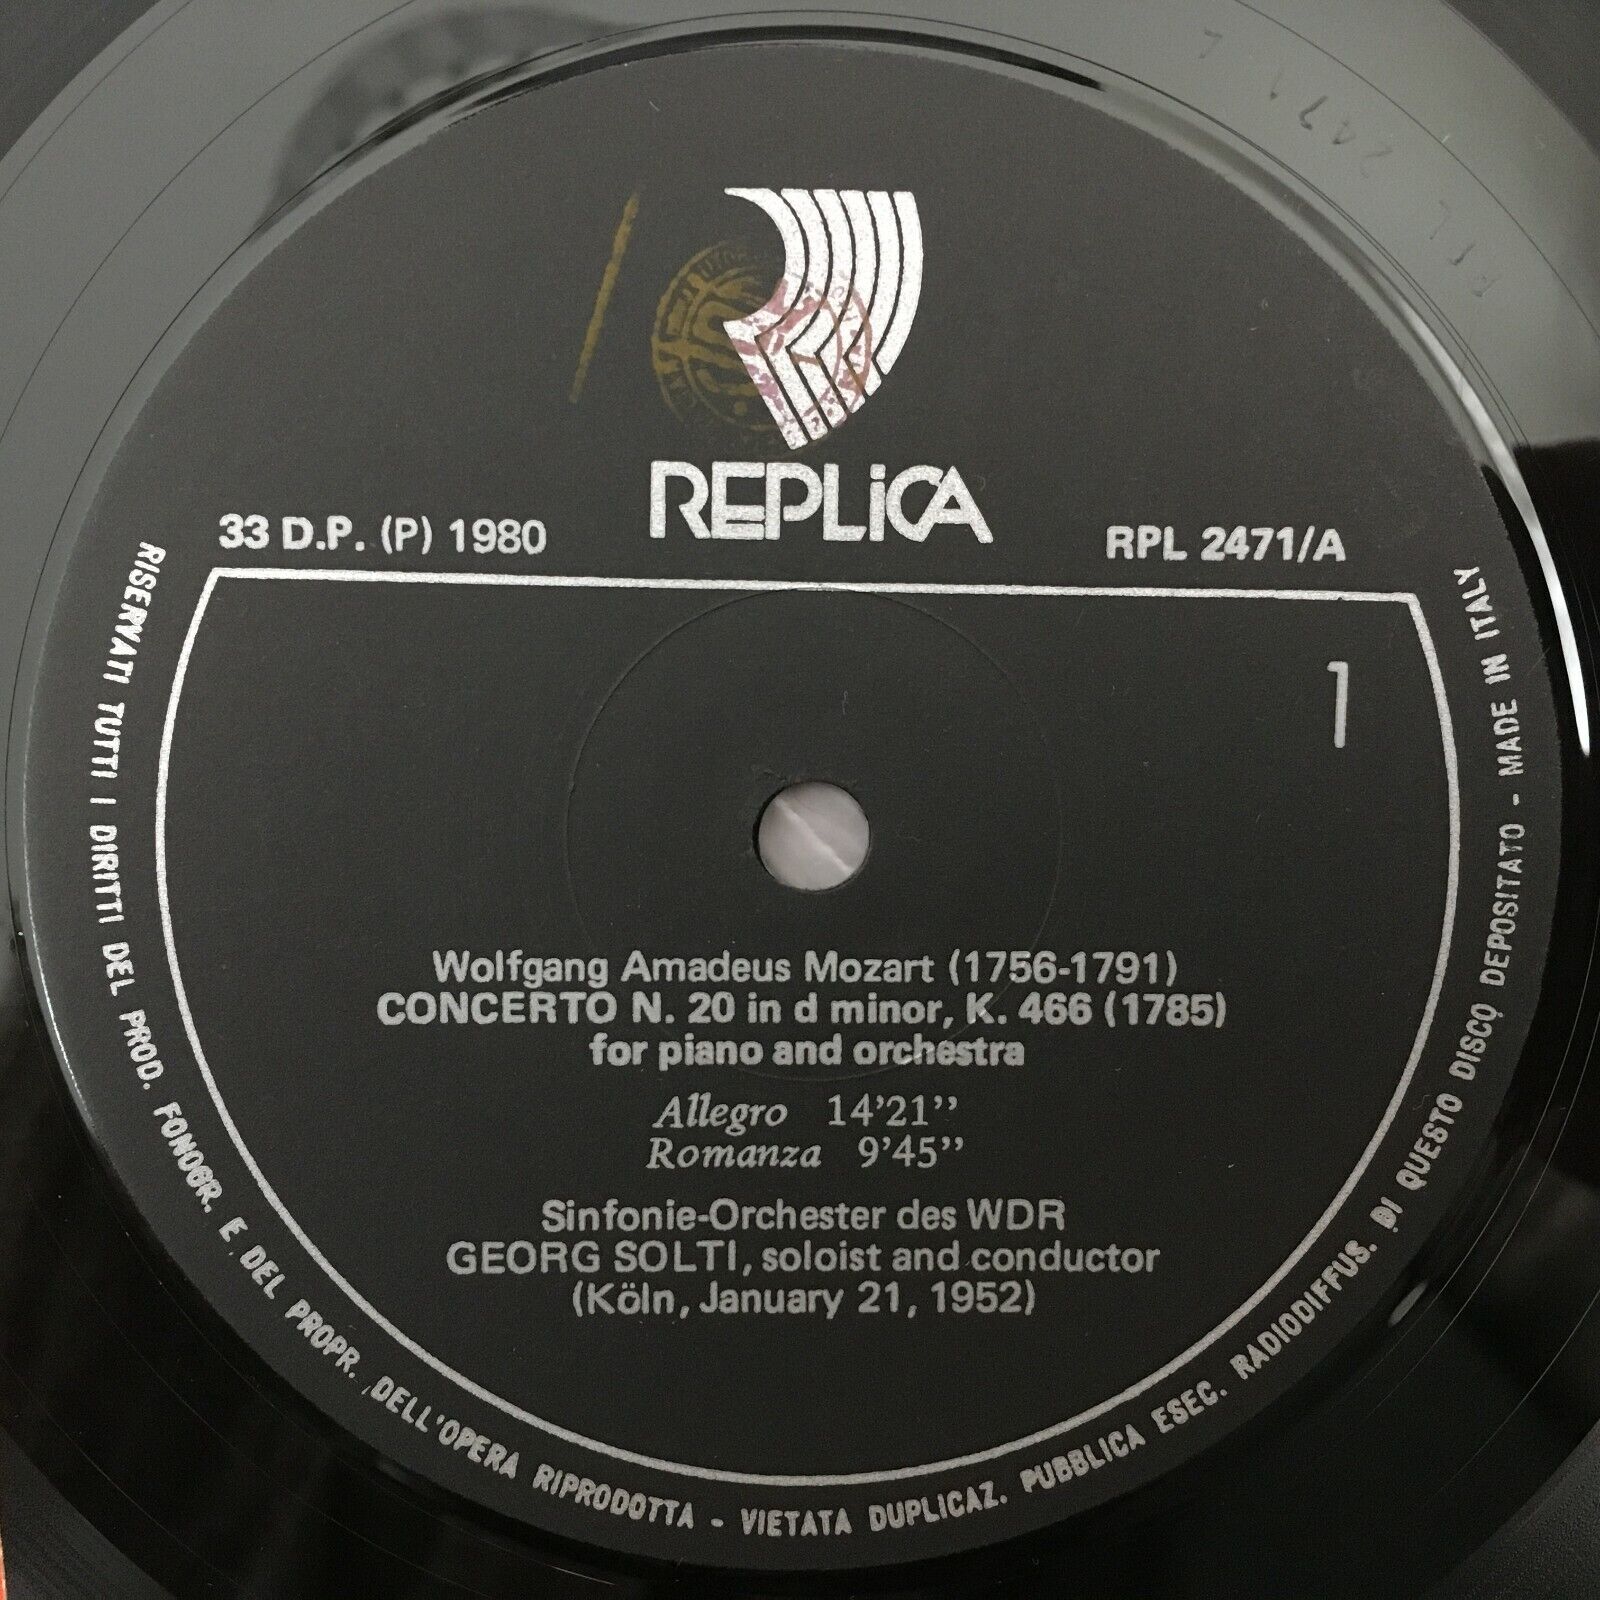 REPLiCA
33 D.P. (P) 1980
RPL 2471/A
1
Wolfgang Amadeus Mozart (1756-1791)
CONCERTO N. 20 in d minor, K. 466 (1785)
for piano and orchestra
Allegro 14'21''
Romanza 9'45''
Sinfonie-Orchester des WDR
GEORG SOLTI, soloist and conductor
(Köln, January 21, 1952)
RISERVATI TUTTI I DIRITTI DEL PROD. FONOGR. E DEL PROPR. DELL'OPERA RIPRODOTTA - VIETATA DUPLICAZ. PUBBLICA ESEC. RADIODIFFUS. DI QUESTO DISCO DEPOSITATO - MADE IN ITALY